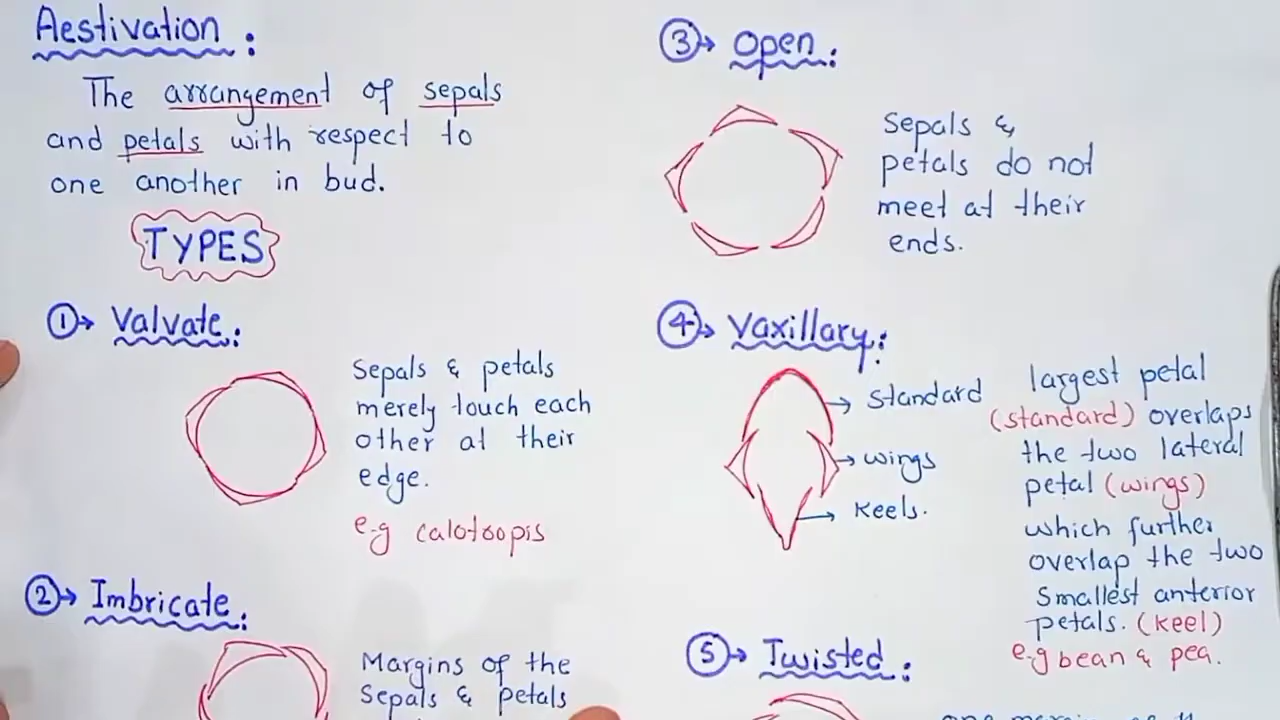 Aestivation :
The arrangement of sepals
and petals with respect to
one another in bud.
TYPES
1→ Valvate :
Sepals & petals
merely touch each
other at their
edge.
e.g calotropis
2→ Imbricate :
Margins of the
Sepals & petals
3→ Open :
Sepals &
petals do not
meet at their
ends.
4→ Vaxillary :
→ Standard
→ wings
→ Keels.
largest petal
(standard) overlaps
the two lateral
petal (wings)
which further
overlap the two
smallest anterior
petals. (keel)
e.g bean & pea.
5→ Twisted :
one margin of